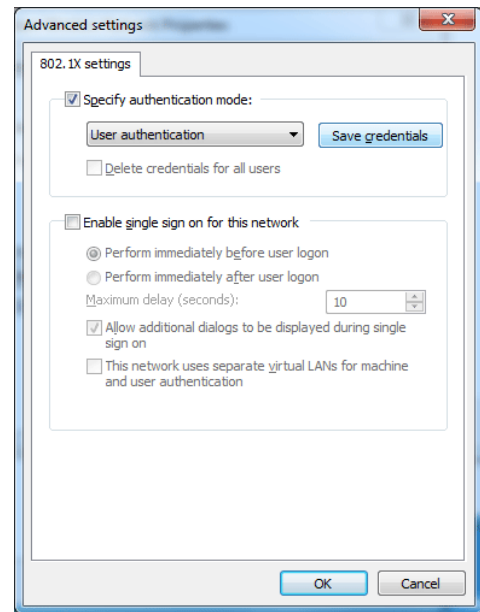 Advanced settings
802.1X settings
Specify authentication mode:
User authentication
Save credentials
Delete credentials for all users
Enable single sign on for this network
Perform immediately before user logon
Perform immediately after user logon
Maximum delay (seconds):
10
Allow additional dialogs to be displayed during single
sign on
This network uses separate virtual LANs for machine
and user authentication
OK
Cancel